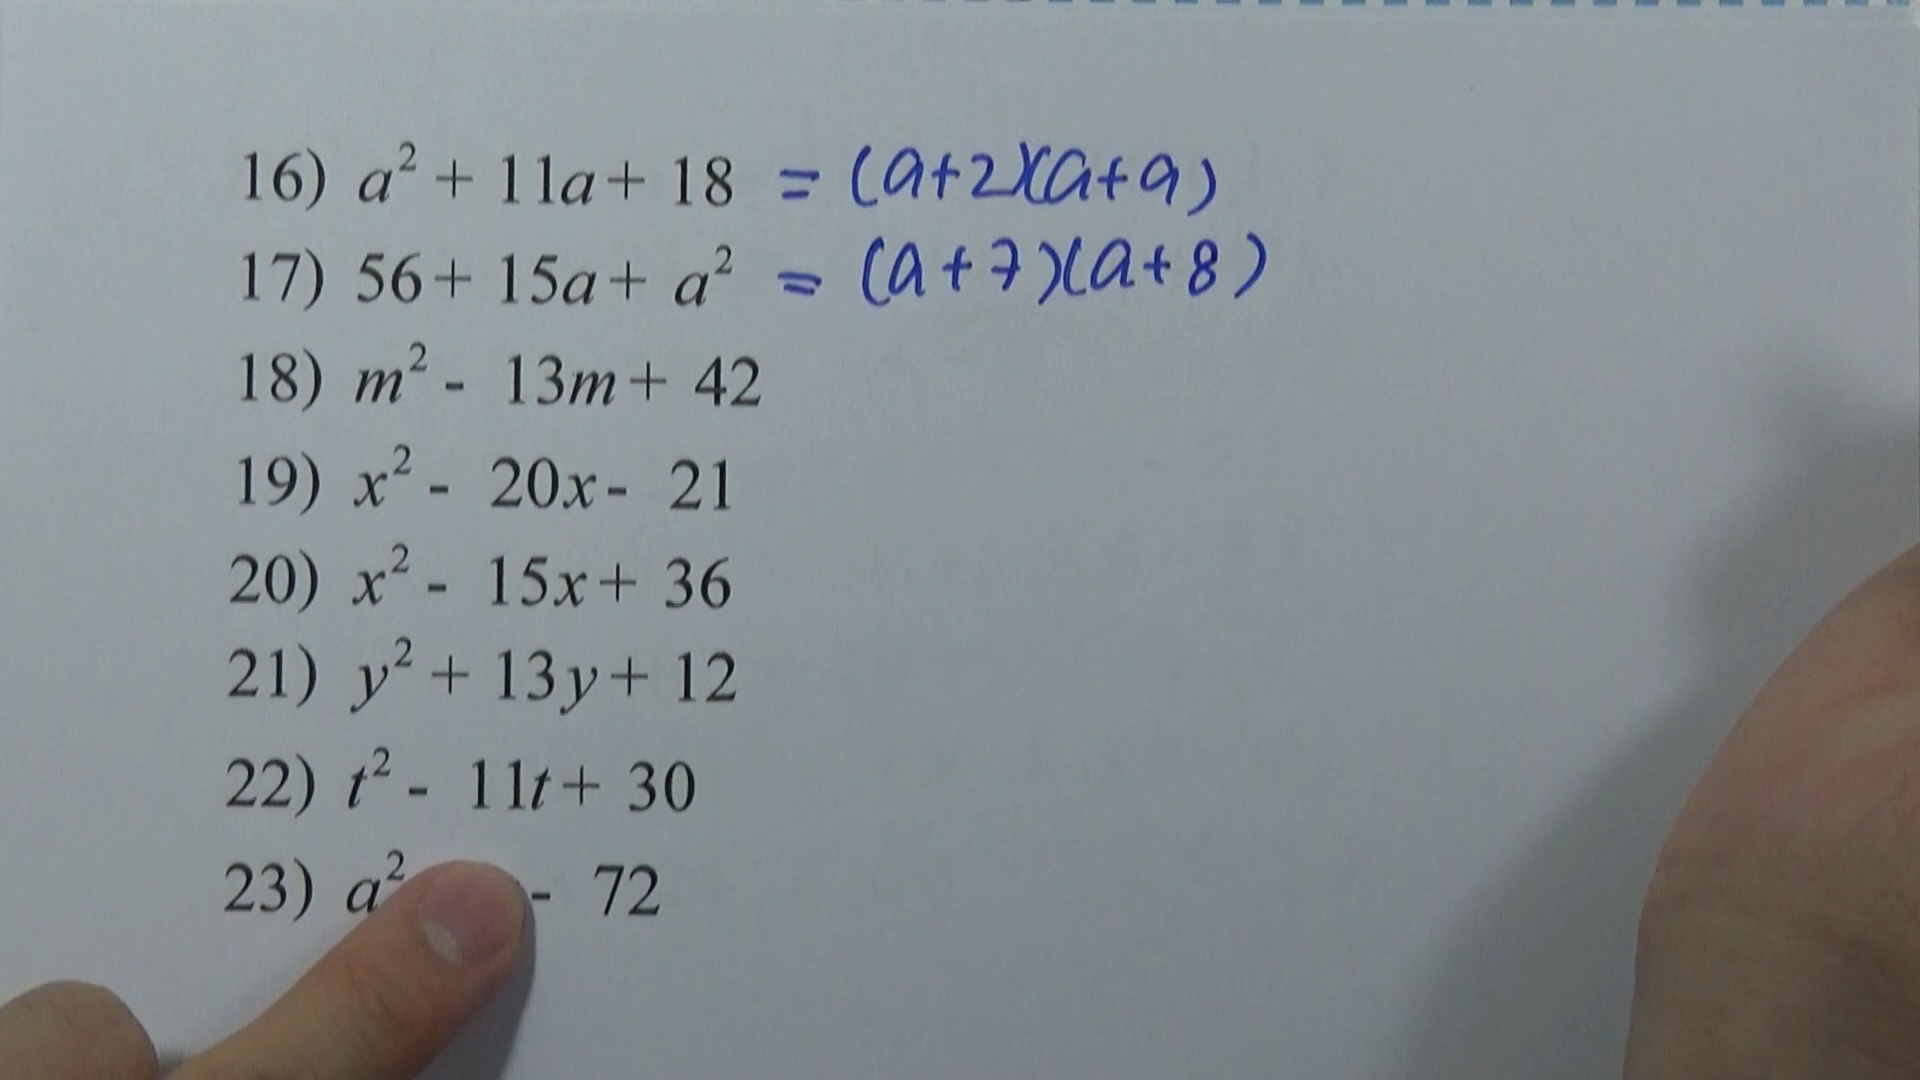 16) a² + 11a + 18 = (a+2)(a+9)
17) 56 + 15a + a² = (a+7)(a+8)
18) m² - 13m + 42
19) x² - 20x - 21
20) x² - 15x + 36
21) y² + 13y + 12
22) t² - 11t + 30
23) a² - 72